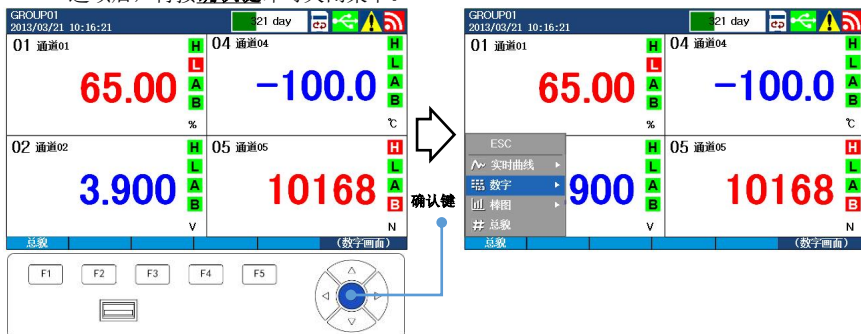 GROUP01
2013/03/21 10:16:21
321 day
01 通道01
H
L
A
B
65.00
%
04 通道04
H
L
A
B
-100.0
℃
02 通道02
H
L
A
B
3.900
V
05 通道05
H
L
A
B
10168
N
总貌
(数字画面)
F1
F2
F3
F4
F5
确认键
GROUP01
2013/03/21 10:16:21
321 day
01 通道01
H
L
A
B
65.00
%
04 通道04
H
L
A
B
-100.0
℃
ESC
实时曲线
数字
棒图
总貌
900
H
L
A
B
V
05 通道05
H
L
A
B
10168
N
总貌
(数字画面)